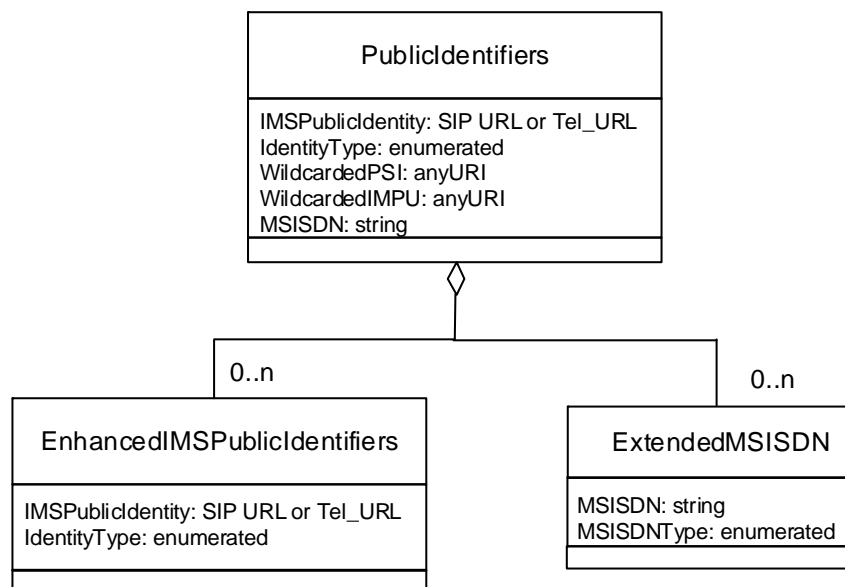 PublicIdentifiers
IMSPublicIdentity: SIP URL or Tel_URL
IdentityType: enumerated
WildcardedPSI: anyURI
WildcardedIMPU: anyURI
MSISDN: string
0..n
0..n
EnhancedIMSPublicIdentifiers
IMSPublicIdentity: SIP URL or Tel_URL
IdentityType: enumerated
ExtendedMSISDN
MSISDN: string
MSISDNType: enumerated